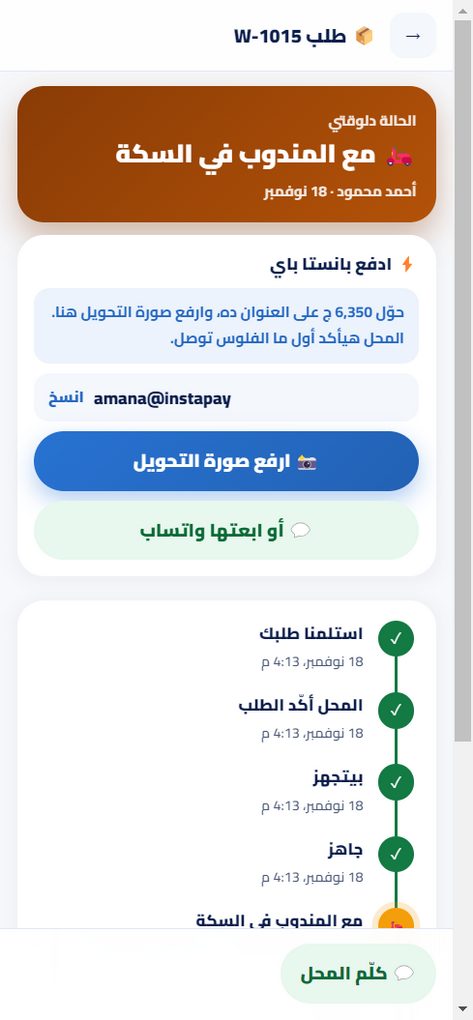 طلب W-1015
الحالة دلوقتي
مع المندوب في السكة
أحمد محمود · 18 نوفمبر
ادفع بانستا باي
حوّل 6,350 ج على العنوان ده، وارفع صورة التحويل هنا.
المحل هيأكد أول ما الفلوس توصل.
amana@instapay انسخ
ارفع صورة التحويل
أو ابعتها واتساب
استلمنا طلبك
18 نوفمبر، 4:13 م
المحل أكّد الطلب
18 نوفمبر، 4:13 م
بيتجهز
18 نوفمبر، 4:13 م
جاهز
18 نوفمبر، 4:13 م
مع المندوب في السكة
كلّم المحل